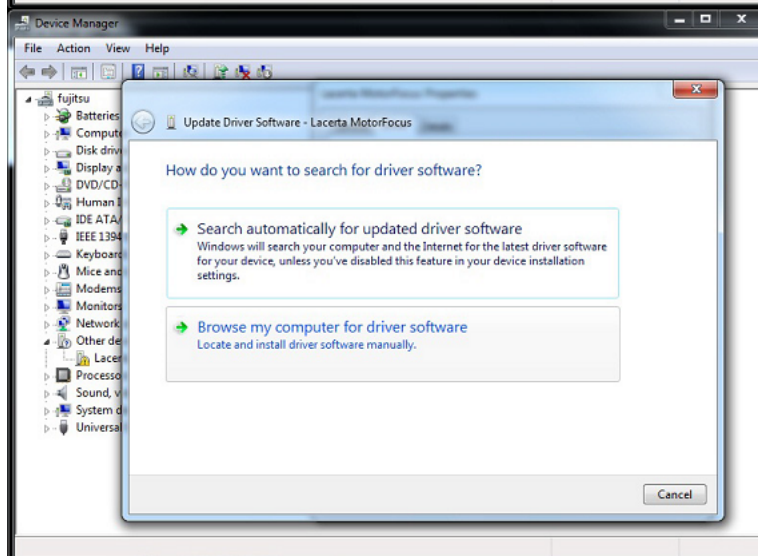 Device Manager
File Action View Help
fujitsu
Update Driver Software - Lacerta MotorFocus
Batteries
Compute
Disk driv
Display a
DVD/CD-
Human I
IDE ATA/
IEEE 1394
Keyboard
Mice and
Modems
Monitors
Network
Other de
Lacer
Processo
Sound, v
System d
Universal
How do you want to search for driver software?
Search automatically for updated driver software
Windows will search your computer and the Internet for the latest driver software
for your device, unless you've disabled this feature in your device installation
settings.
Browse my computer for driver software
Locate and install driver software manually.
Cancel